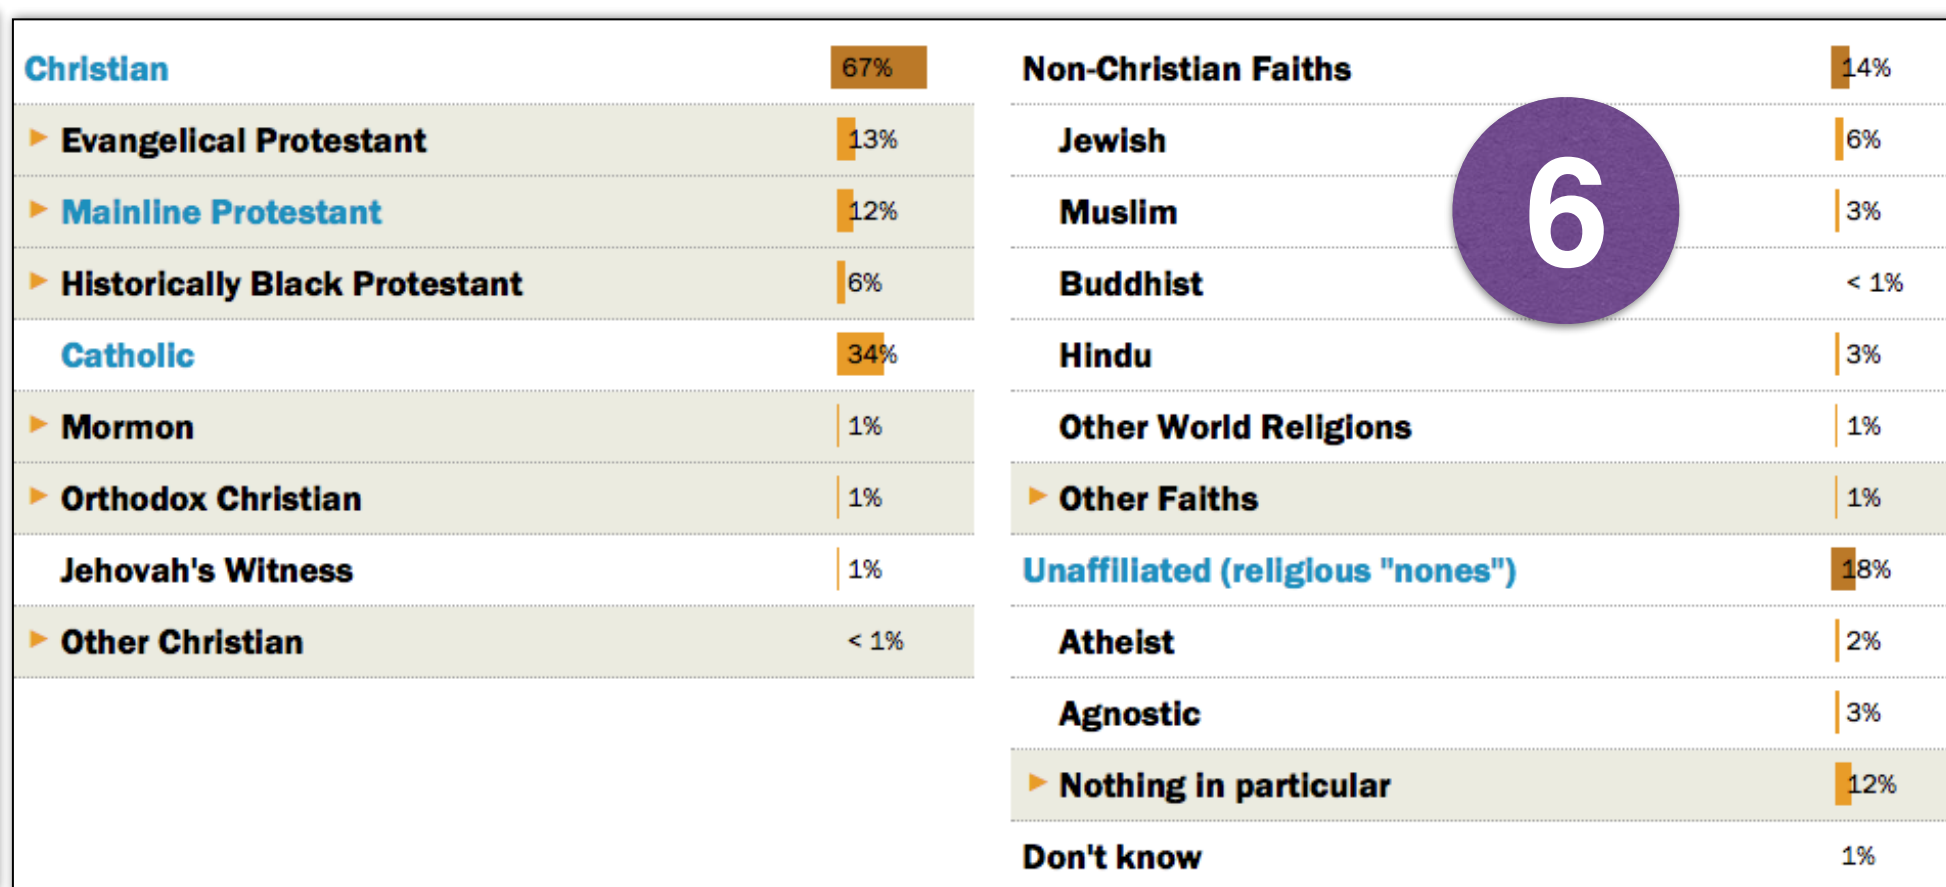 Christian 67%
Evangelical Protestant 13%
Mainline Protestant 12%
Historically Black Protestant 6%
Catholic 34%
Mormon 1%
Orthodox Christian 1%
Jehovah's Witness 1%
Other Christian < 1%
Non-Christian Faiths 14%
Jewish 6%
Muslim 3%
Buddhist < 1%
Hindu 3%
Other World Religions 1%
Other Faiths 1%
Unaffiliated (religious "nones") 18%
Atheist 2%
Agnostic 3%
Nothing in particular 12%
Don't know 1%
6